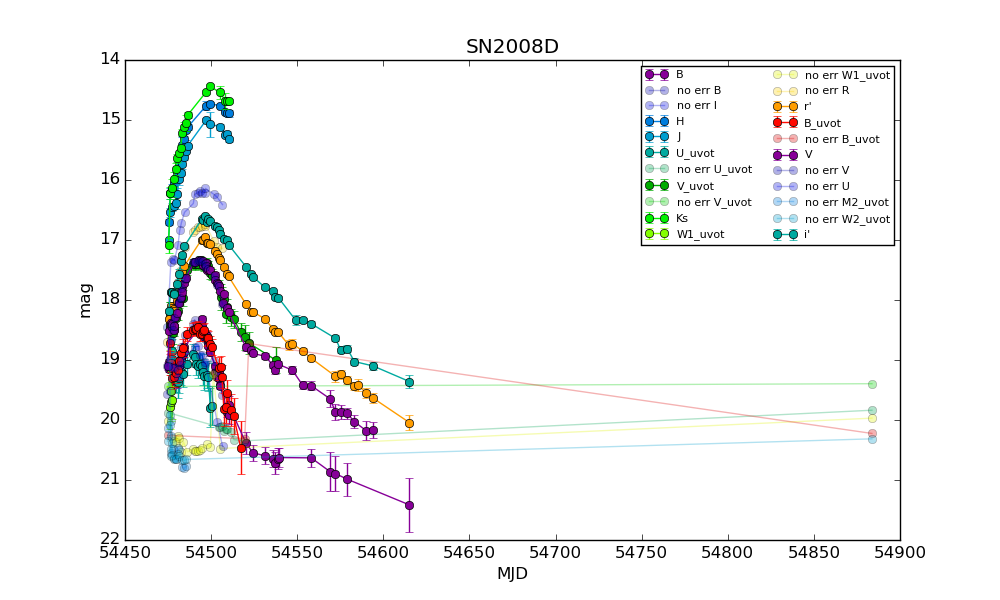 SN2008D
14
15
16
17
18
19
20
21
22
mag
54450
54500
54550
54600
54650
54700
54750
54800
54850
54900
MJD
B
no err B
no err I
H
J
U_uvot
no err U_uvot
V_uvot
no err V_uvot
Ks
W1_uvot
no err W1_uvot
no err R
r'
B_uvot
no err B_uvot
V
no err V
no err U
no err M2_uvot
no err W2_uvot
i'